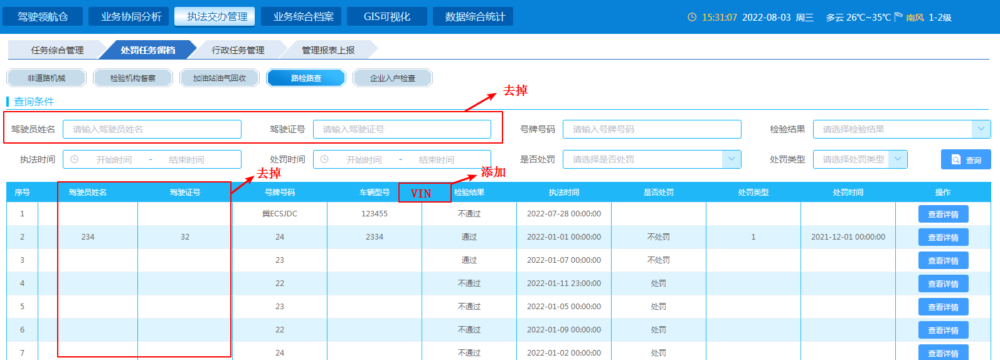 驾驶领航仓 业务协同分析 执法交办管理 业务综合档案 GIS可视化 数据综合统计 15:31:07 2022-08-03 周三 多云 26℃~35℃ 南风 1-2级
任务综合管理 处罚任务留档 行政任务管理 管理报表上报
非道路机械 检验机构督察 加油站油气回收 路检路查 企业入户检查
去掉
查询条件
驾驶员姓名 请输入驾驶员姓名 驾驶证号 请输入驾驶证号 号牌号码 请输入号牌号码 检验结果 请选择检验结果
执法时间 开始时间 - 结束时间 处罚时间 开始时间 - 结束时间 是否处罚 请选择是否处罚 处罚类型 请选择处罚类型 查询
去掉 添加
序号 驾驶员姓名 驾驶证号 号牌号码 车辆型号 VIN 检验结果 执法时间 是否处罚 处罚类型 处罚时间 操作
1 冀ECSJDC 123455 不通过 2022-07-28 00:00:00 查看详情
2 234 32 24 2334 通过 2022-01-01 00:00:00 不处罚 1 2021-12-01 00:00:00 查看详情
3 23 通过 2022-01-07 00:00:00 不处罚 查看详情
4 22 不通过 2022-01-11 23:00:00 处罚 查看详情
5 23 不通过 2022-01-05 00:00:00 处罚 查看详情
6 22 不通过 2022-01-09 00:00:00 处罚 查看详情
7 24 不通过 2022-01-02 00:00:00 处罚 查看详情